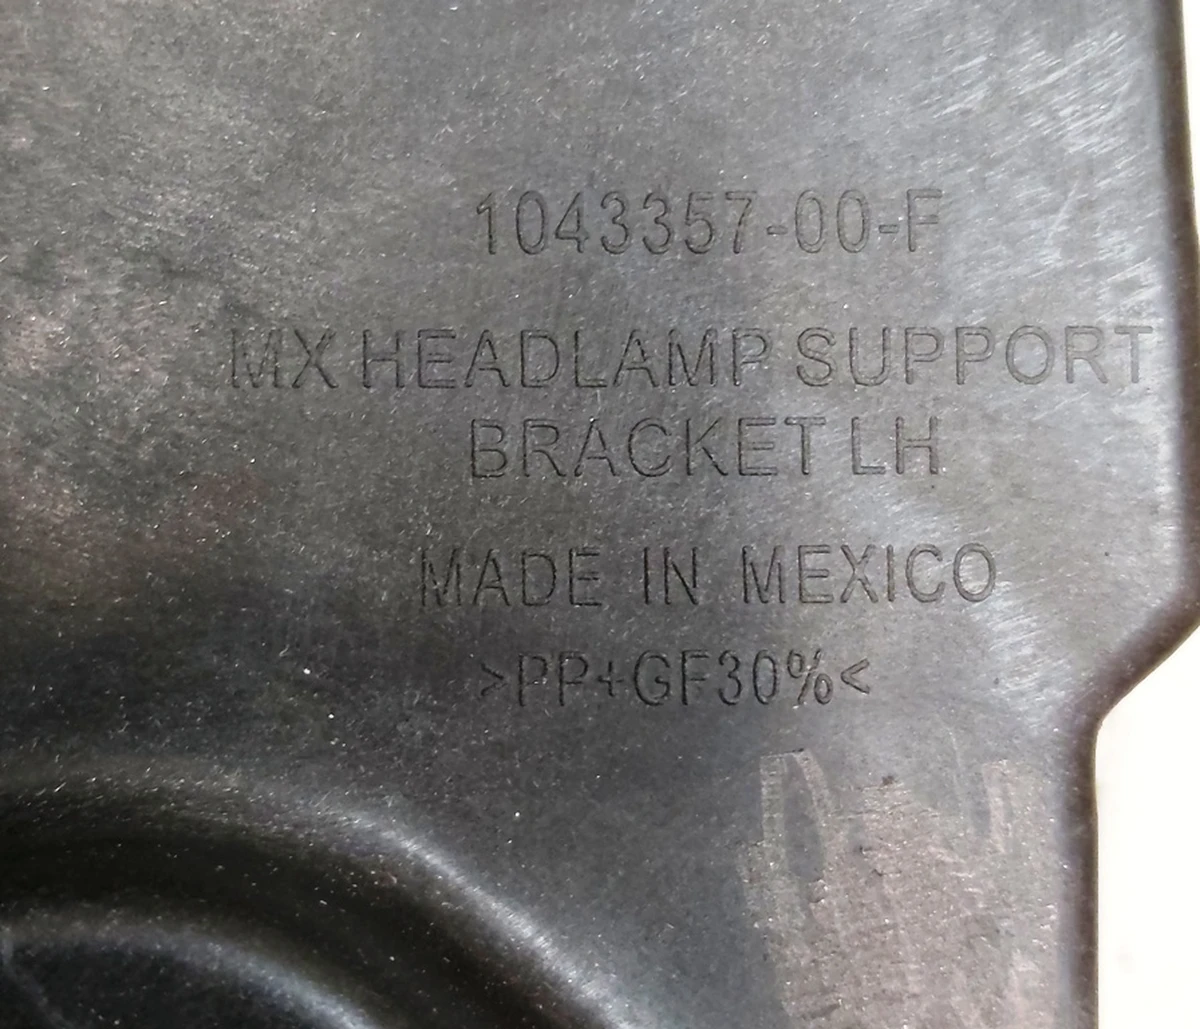 1043357-00-F
MX HEADLAMP SUPPORT
BRACKET LH
MADE IN MEXICO
>PP+GF30%<